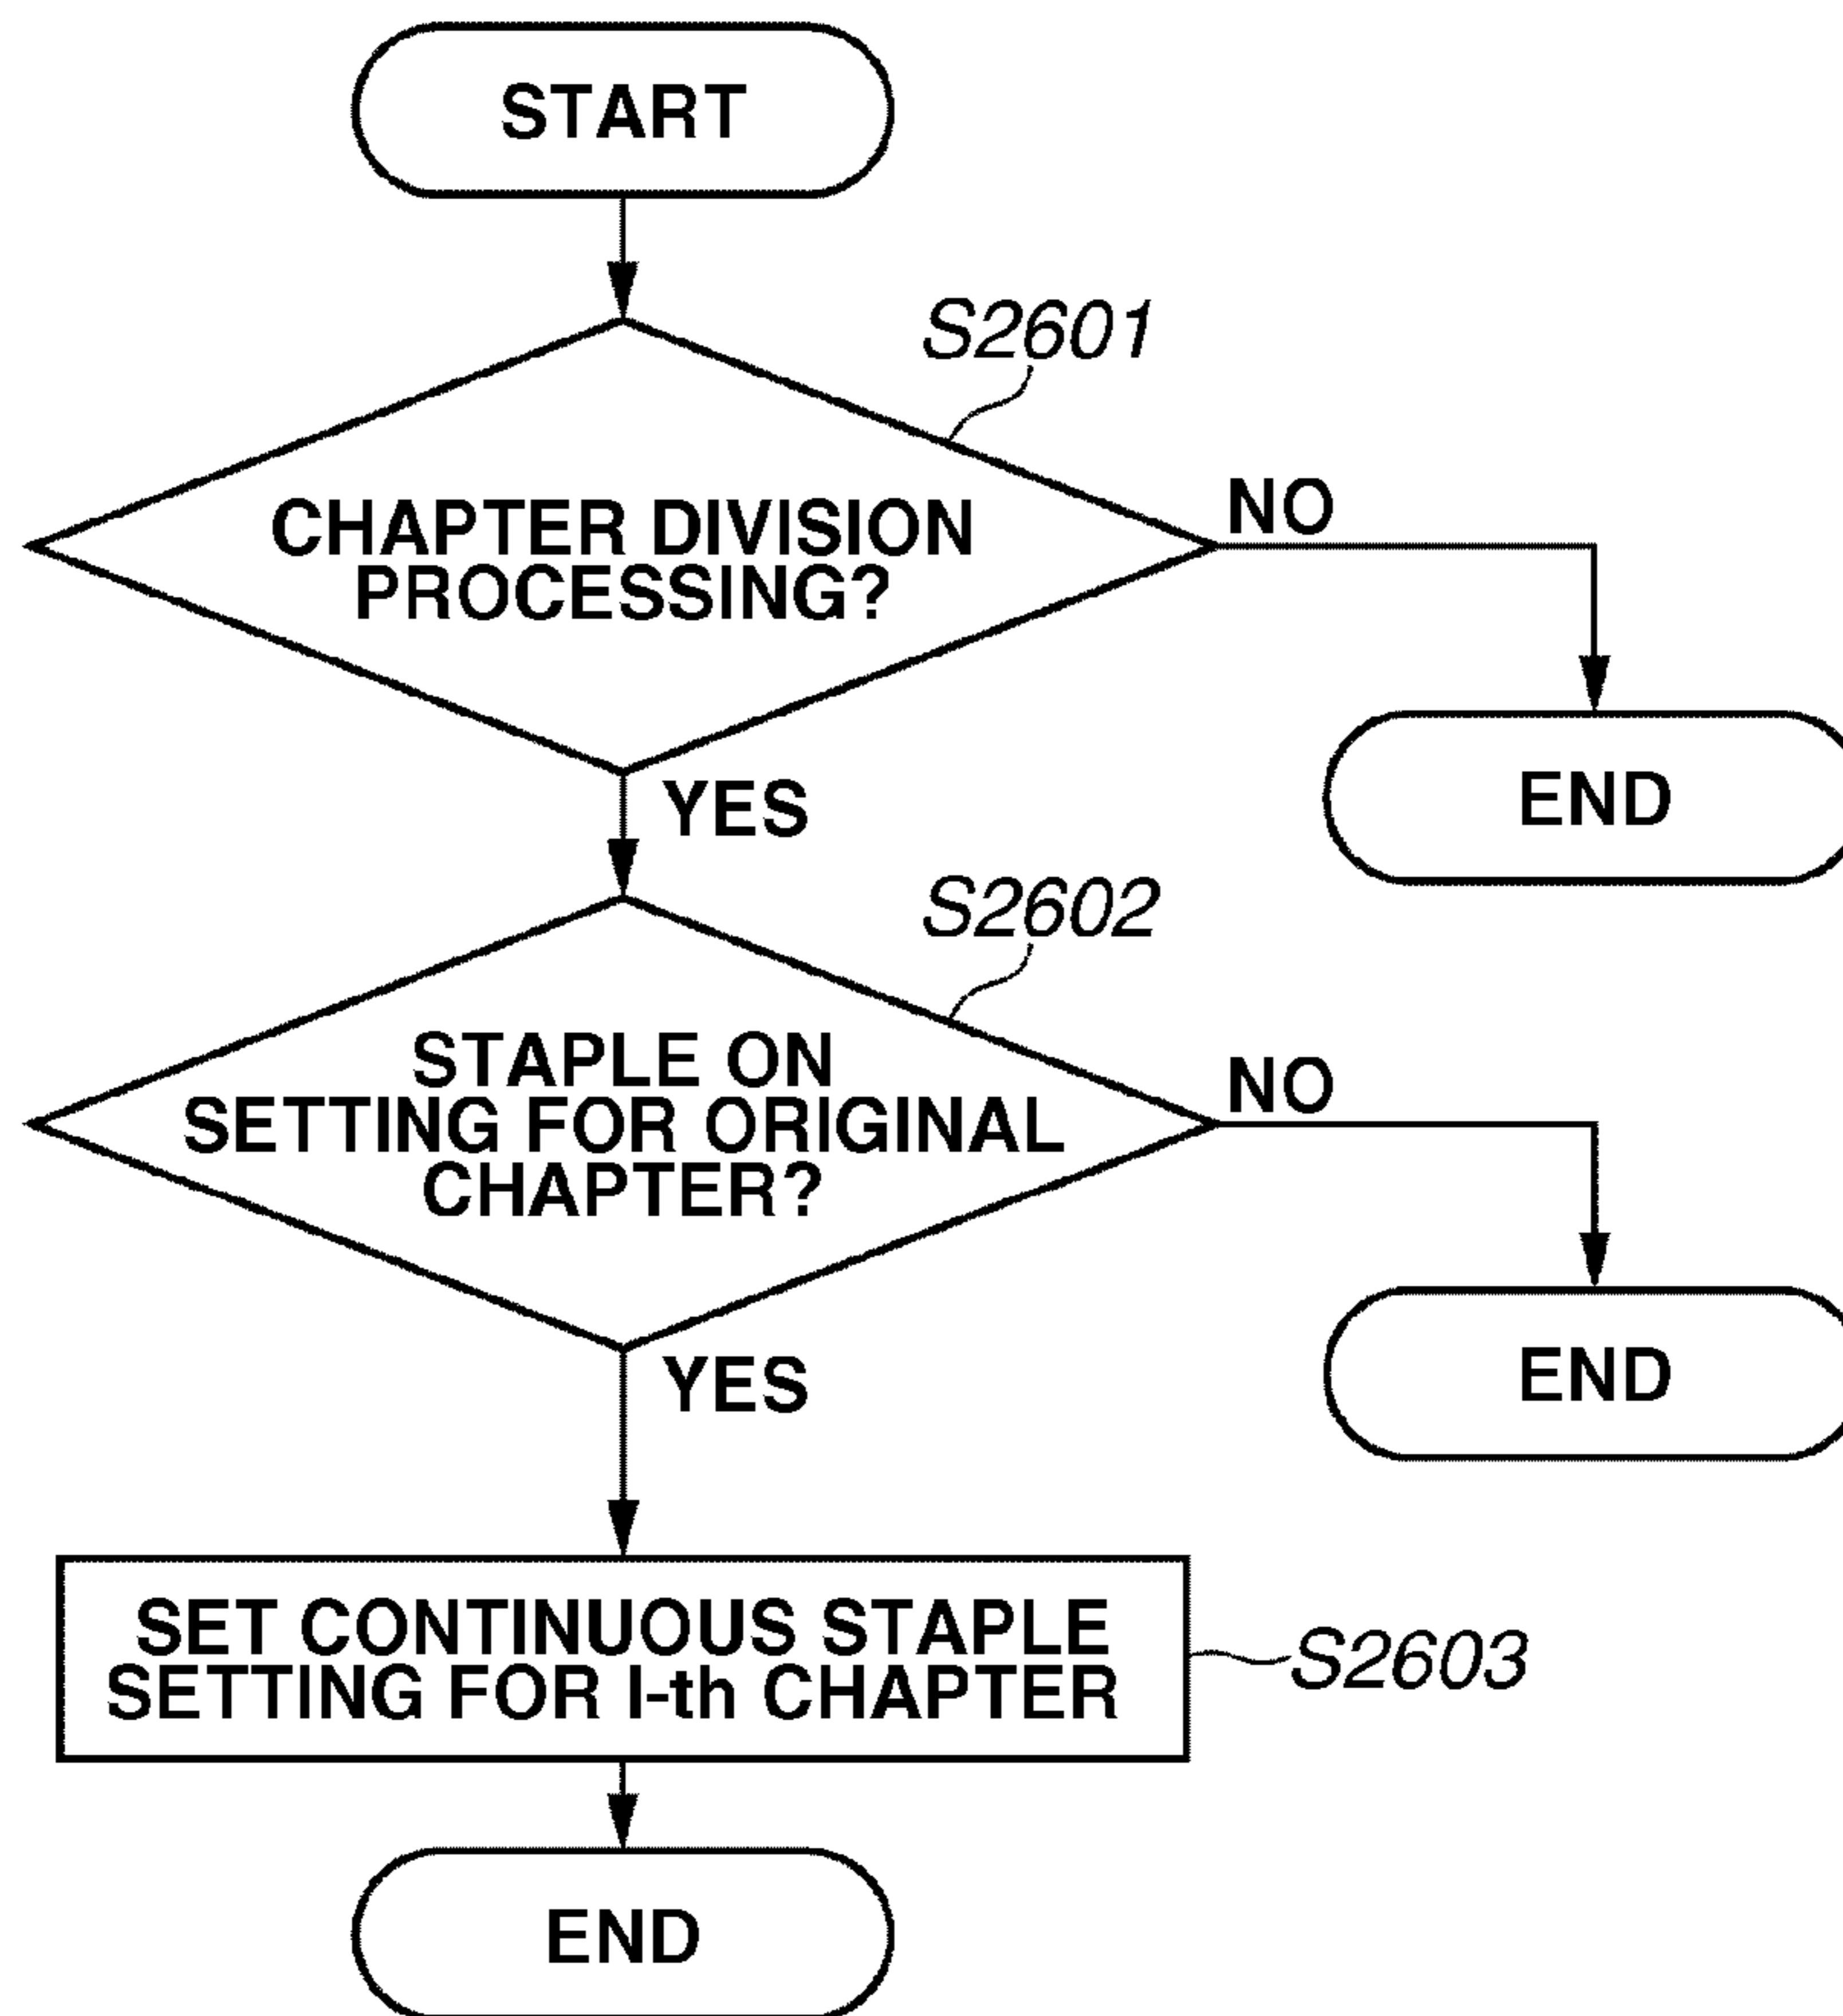 START
S2601
CHAPTER DIVISION
PROCESSING?
NO
END
YES
S2602
STAPLE ON
SETTING FOR ORIGINAL
CHAPTER?
NO
END
YES
SET CONTINUOUS STAPLE
SETTING FOR I-th CHAPTER
S2603
END